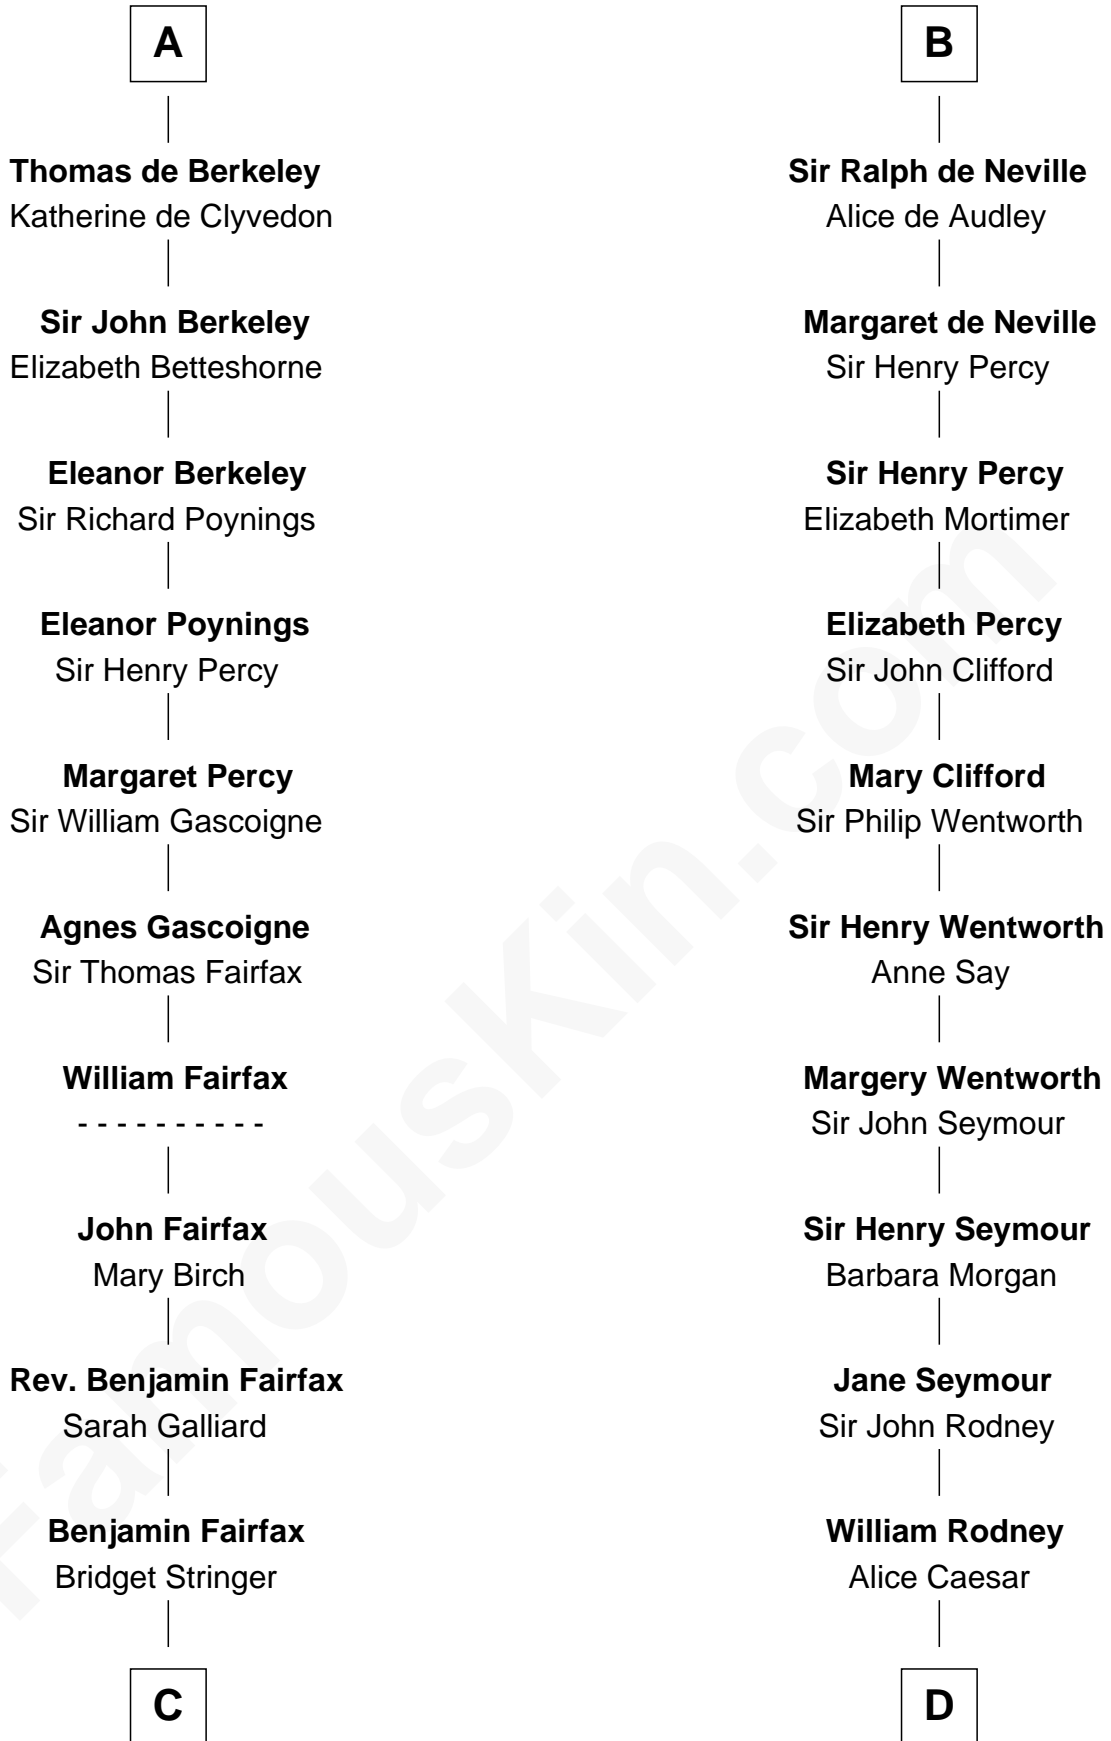 A
Thomas de Berkeley
Katherine de Clyvedon
Sir John Berkeley
Elizabeth Betteshorne
Eleanor Berkeley
Sir Richard Poynings
Eleanor Poynings
Sir Henry Percy
Margaret Percy
Sir William Gascoigne
Agnes Gascoigne
Sir Thomas Fairfax
William Fairfax
- - - - - - - - - -
John Fairfax
Mary Birch
Rev. Benjamin Fairfax
Sarah Galliard
Benjamin Fairfax
Bridget Stringer
C
B
Sir Ralph de Neville
Alice de Audley
Margaret de Neville
Sir Henry Percy
Sir Henry Percy
Elizabeth Mortimer
Elizabeth Percy
Sir John Clifford
Mary Clifford
Sir Philip Wentworth
Sir Henry Wentworth
Anne Say
Margery Wentworth
Sir John Seymour
Sir Henry Seymour
Barbara Morgan
Jane Seymour
Sir John Rodney
William Rodney
Alice Caesar
D
FamousKin.com